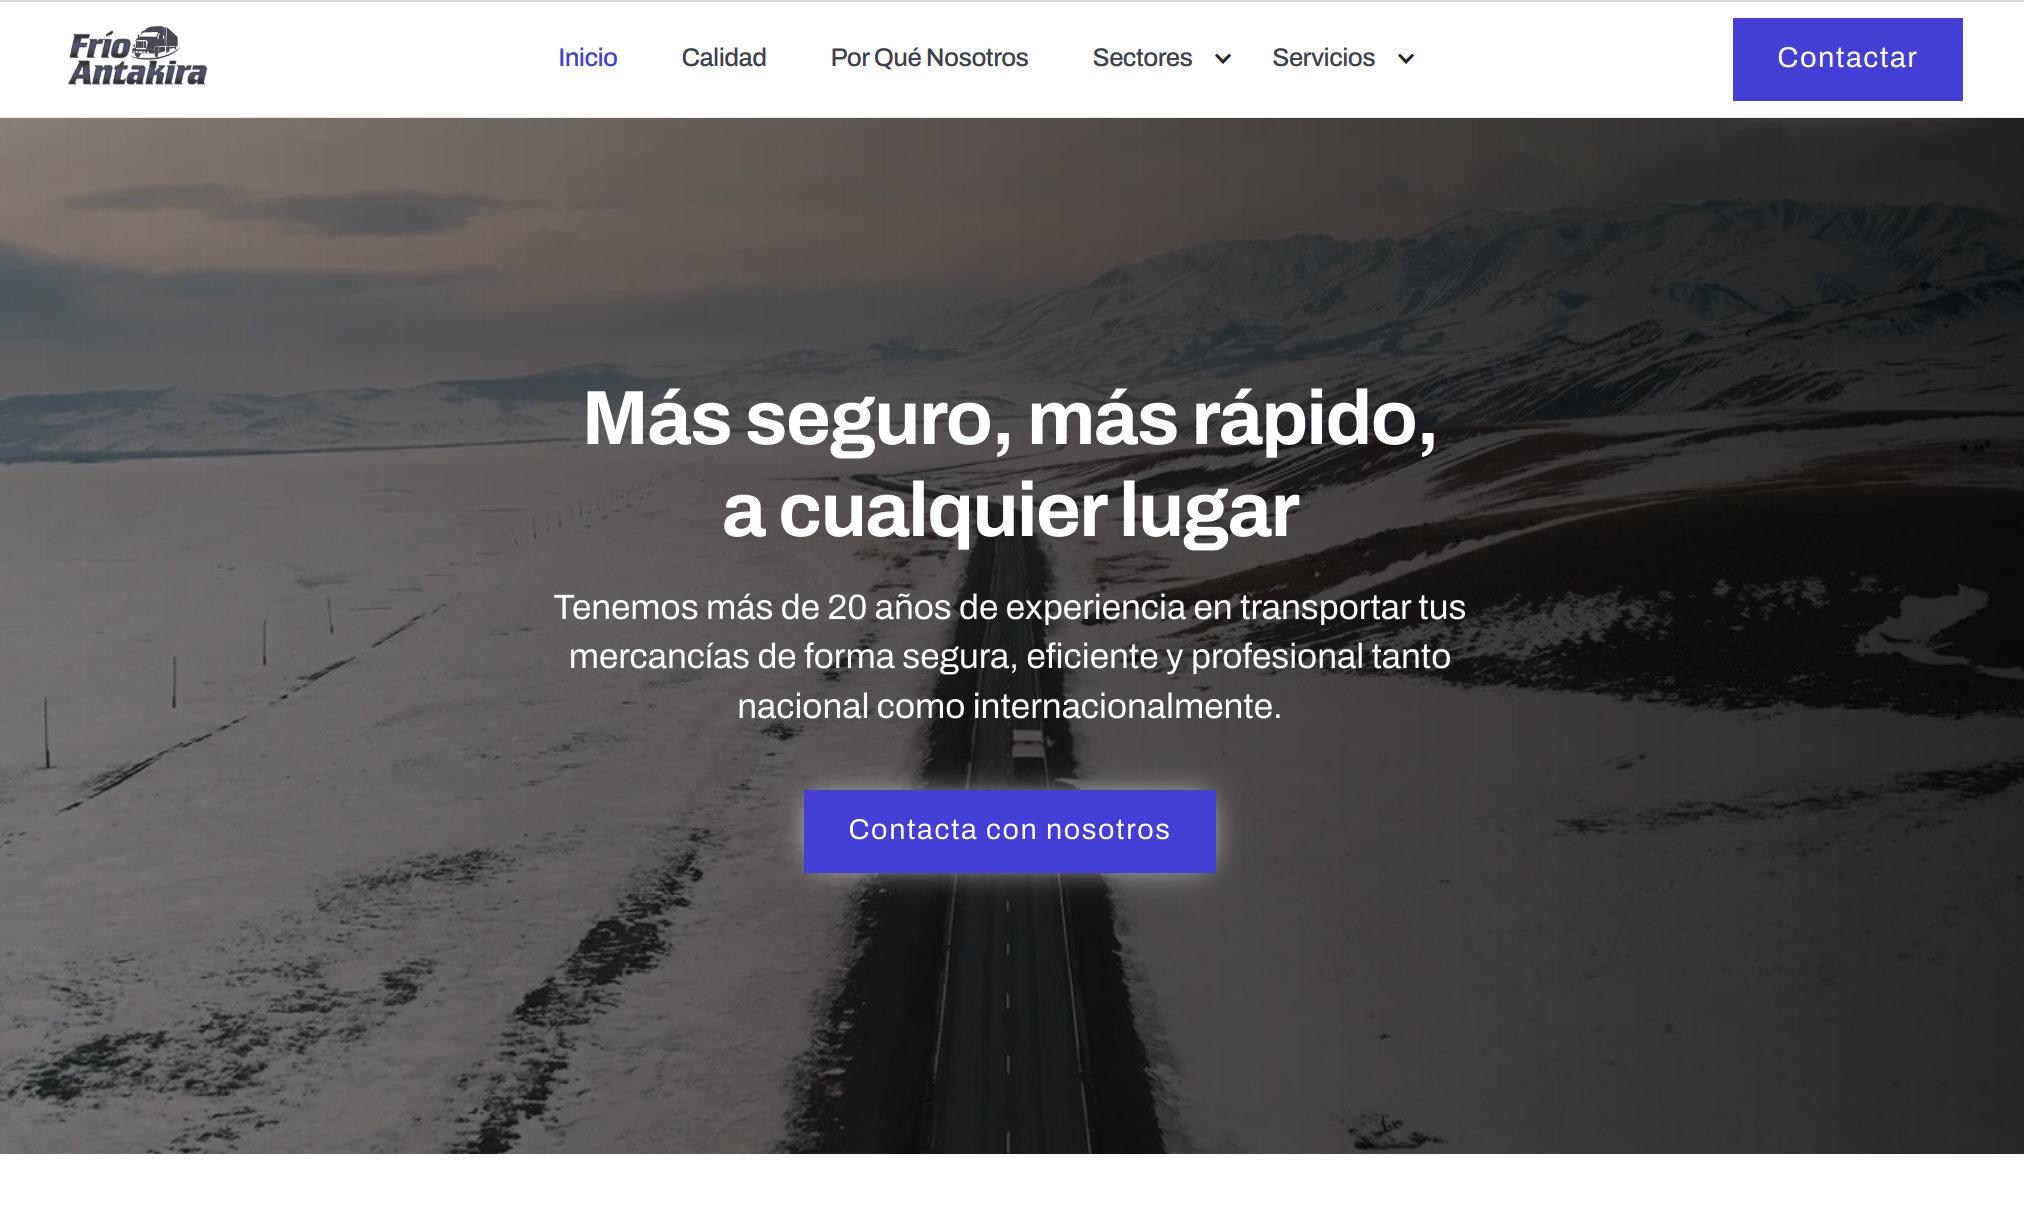 Frío
Antakira
Inicio
Calidad
Por Qué Nosotros
Sectores
Servicios
Contactar
Más seguro, más rápido,
a cualquier lugar
Tenemos más de 20 años de experiencia en transportar tus
mercancías de forma segura, eficiente y profesional tanto
nacional como internacionalmente.
Contacta con nosotros